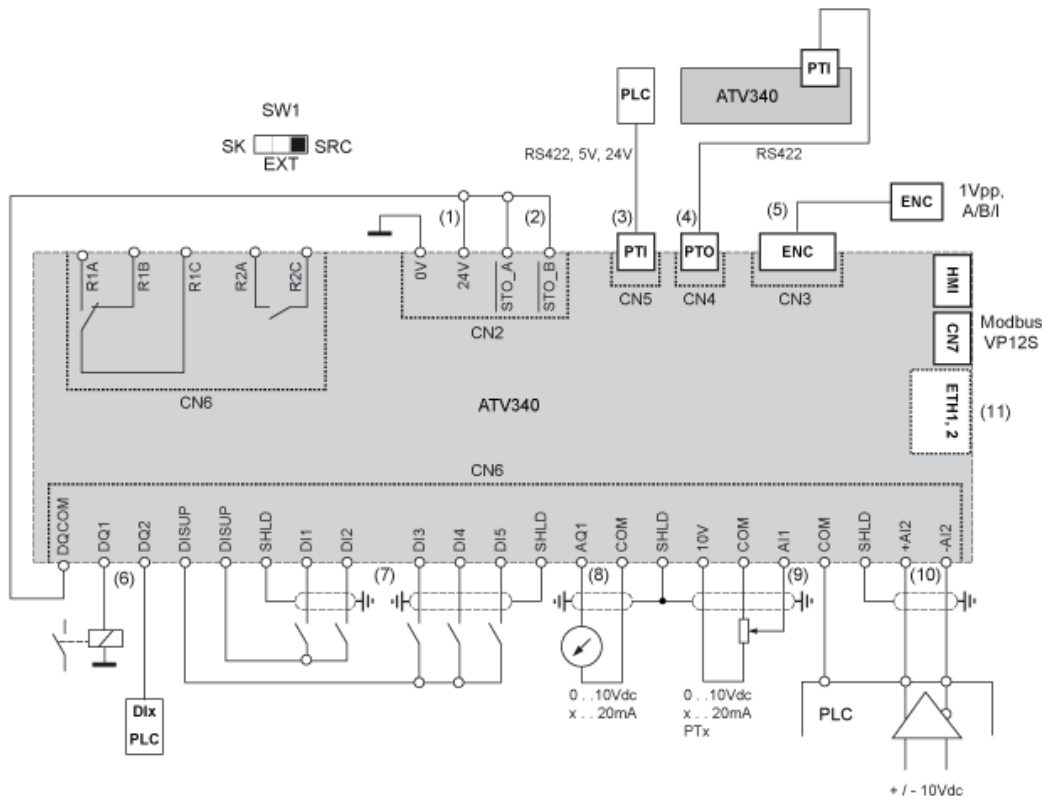 PTI
ATV340
PLC
SW1
SK
SRC
EXT
RS422, 5V, 24V
RS422
1Vpp,
A/B/I
ENC
(1)
(2)
(3)
(4)
(5)
R1A
R1B
R1C
R2A
R2C
0V
24V
STO_A
STO_B
PTI
PTO
ENC
CN5
CN4
CN3
CN2
CN6
HMI
CN7
Modbus
VP12S
ETH1, 2
(11)
ATV340
CN6
DQCOM
DQ1
DQ2
DISUP
DISUP
SHLD
DI1
DI2
DI3
DI4
DI5
SHLD
AQ1
COM
SHLD
10V
COM
AI1
COM
SHLD
+AI2
-AI2
(6)
(7)
(8)
(9)
(10)
DIx
PLC
0 . . 10Vdc
x . . 20mA
0 . . 10Vdc
x . . 20mA
PTx
PLC
+ / - 10Vdc